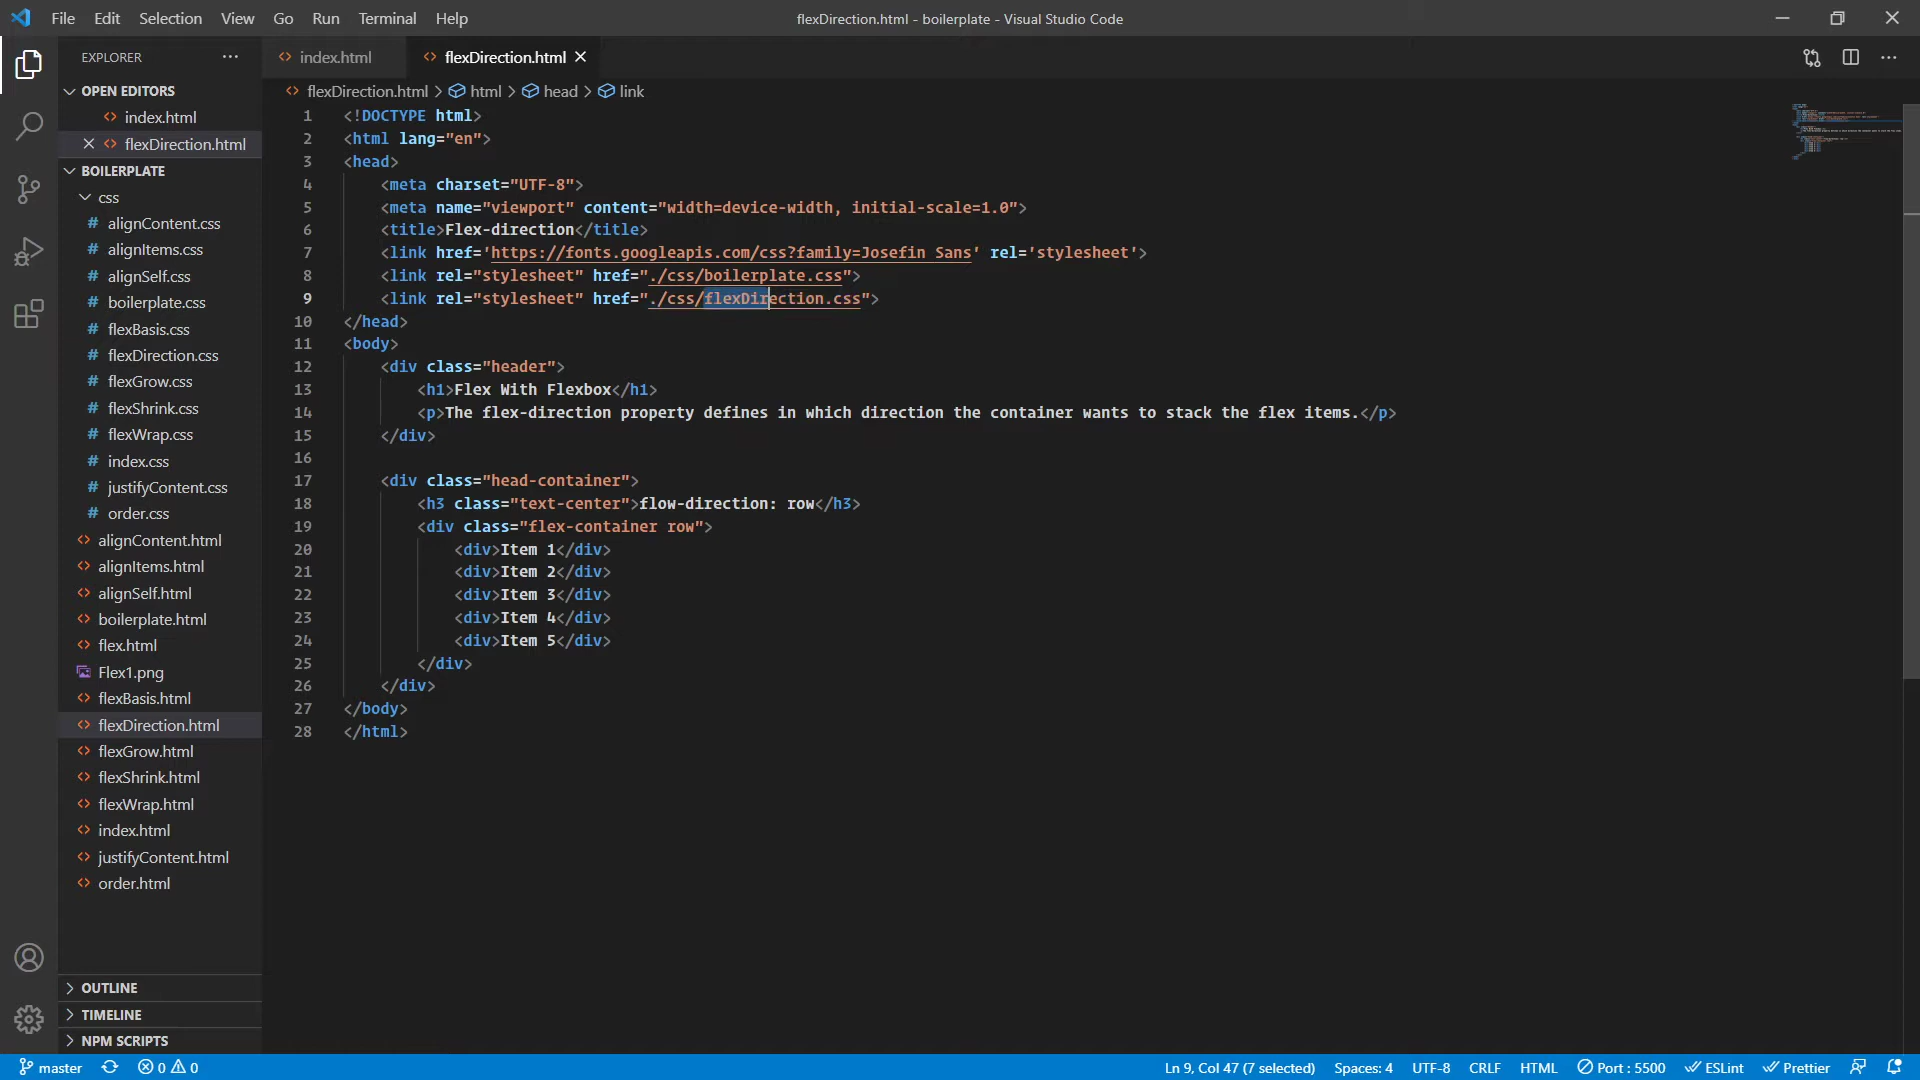 File Edit Selection View Go Run Terminal Help
flexDirection.html - boilerplate - Visual Studio Code
EXPLORER
OPEN EDITORS
index.html
flexDirection.html
BOILERPLATE
css
alignContent.css
alignItems.css
alignSelf.css
boilerplate.css
flexBasis.css
flexDirection.css
flexGrow.css
flexShrink.css
flexWrap.css
index.css
justifyContent.css
order.css
alignContent.html
alignItems.html
alignSelf.html
boilerplate.html
flex.html
Flex1.png
flexBasis.html
flexDirection.html
flexGrow.html
flexShrink.html
flexWrap.html
index.html
justifyContent.html
order.html
OUTLINE
TIMELINE
NPM SCRIPTS
index.html flexDirection.html
flexDirection.html > html > head > link
1 <!DOCTYPE html>
2 <html lang="en">
3 <head>
4 <meta charset="UTF-8">
5 <meta name="viewport" content="width=device-width, initial-scale=1.0">
6 <title>Flex-direction</title>
7 <link href='https://fonts.googleapis.com/css?family=Josefin Sans' rel='stylesheet'>
8 <link rel="stylesheet" href="./css/boilerplate.css">
9 <link rel="stylesheet" href="./css/flexDirection.css">
10 </head>
11 <body>
12 <div class="header">
13 <h1>Flex With Flexbox</h1>
14 <p>The flex-direction property defines in which direction the container wants to stack the flex items.</p>
15 </div>
16
17 <div class="head-container">
18 <h3 class="text-center">flow-direction: row</h3>
19 <div class="flex-container row">
20 <div>Item 1</div>
21 <div>Item 2</div>
22 <div>Item 3</div>
23 <div>Item 4</div>
24 <div>Item 5</div>
25 </div>
26 </div>
27 </body>
28 </html>
master 0 0 Ln 9, Col 47 (7 selected) Spaces: 4 UTF-8 CRLF HTML Port : 5500 ESLint Prettier